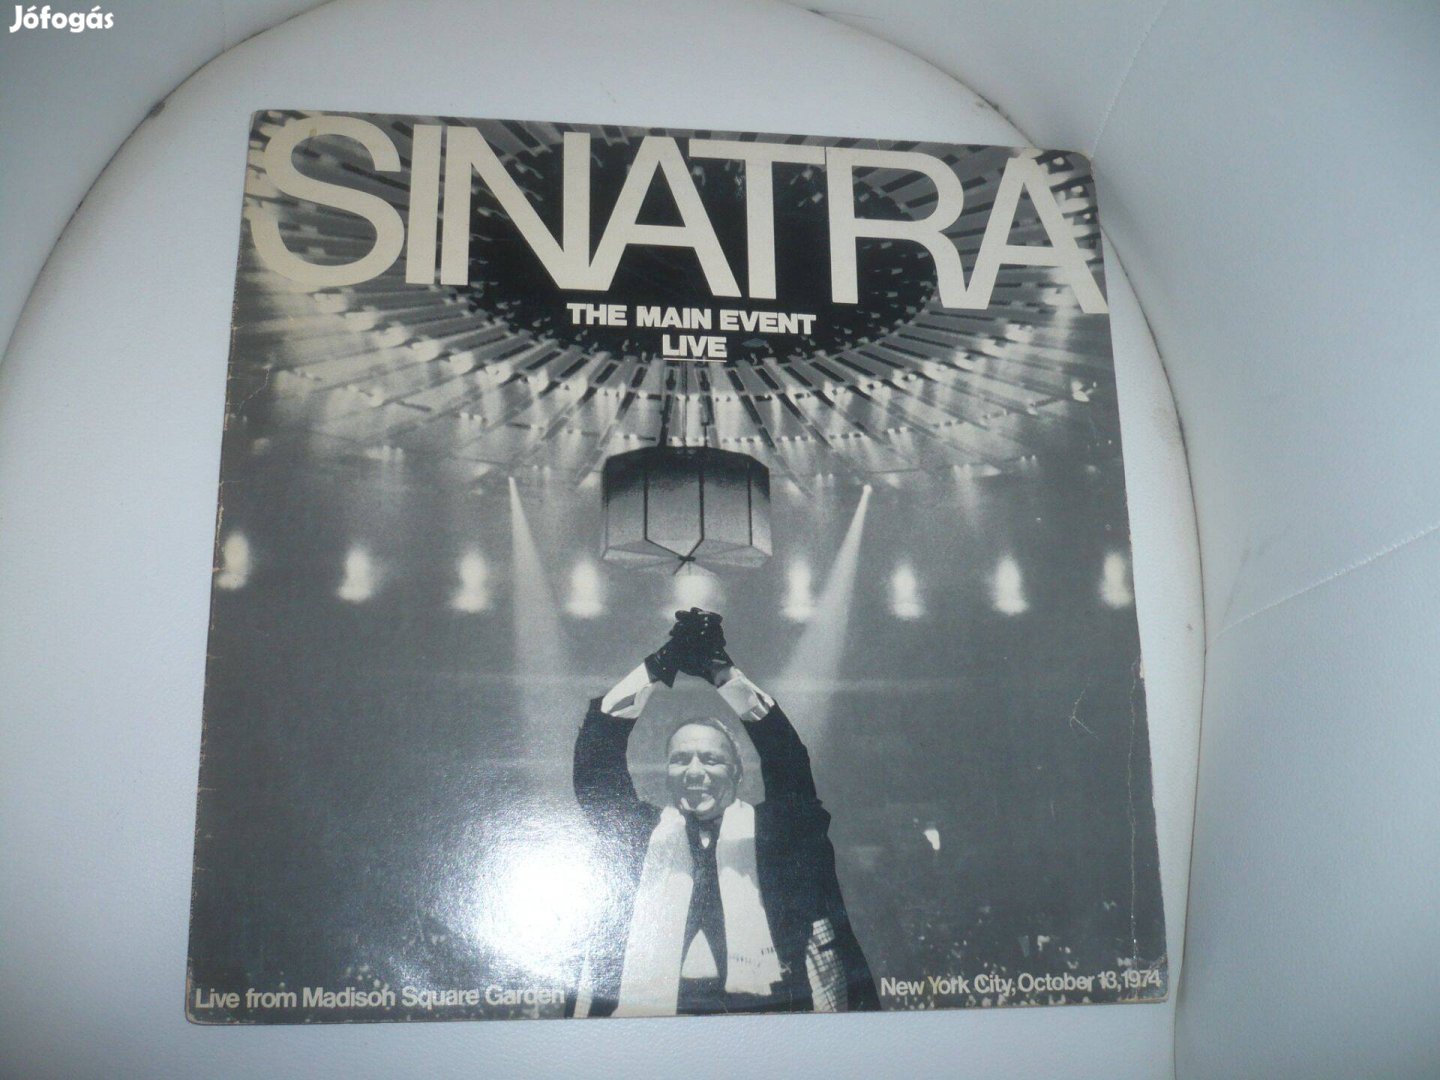 Jófogás
SINATRA
THE MAIN EVENT
LIVE
Live from Madison Square Garden
New York City, October 13, 1974